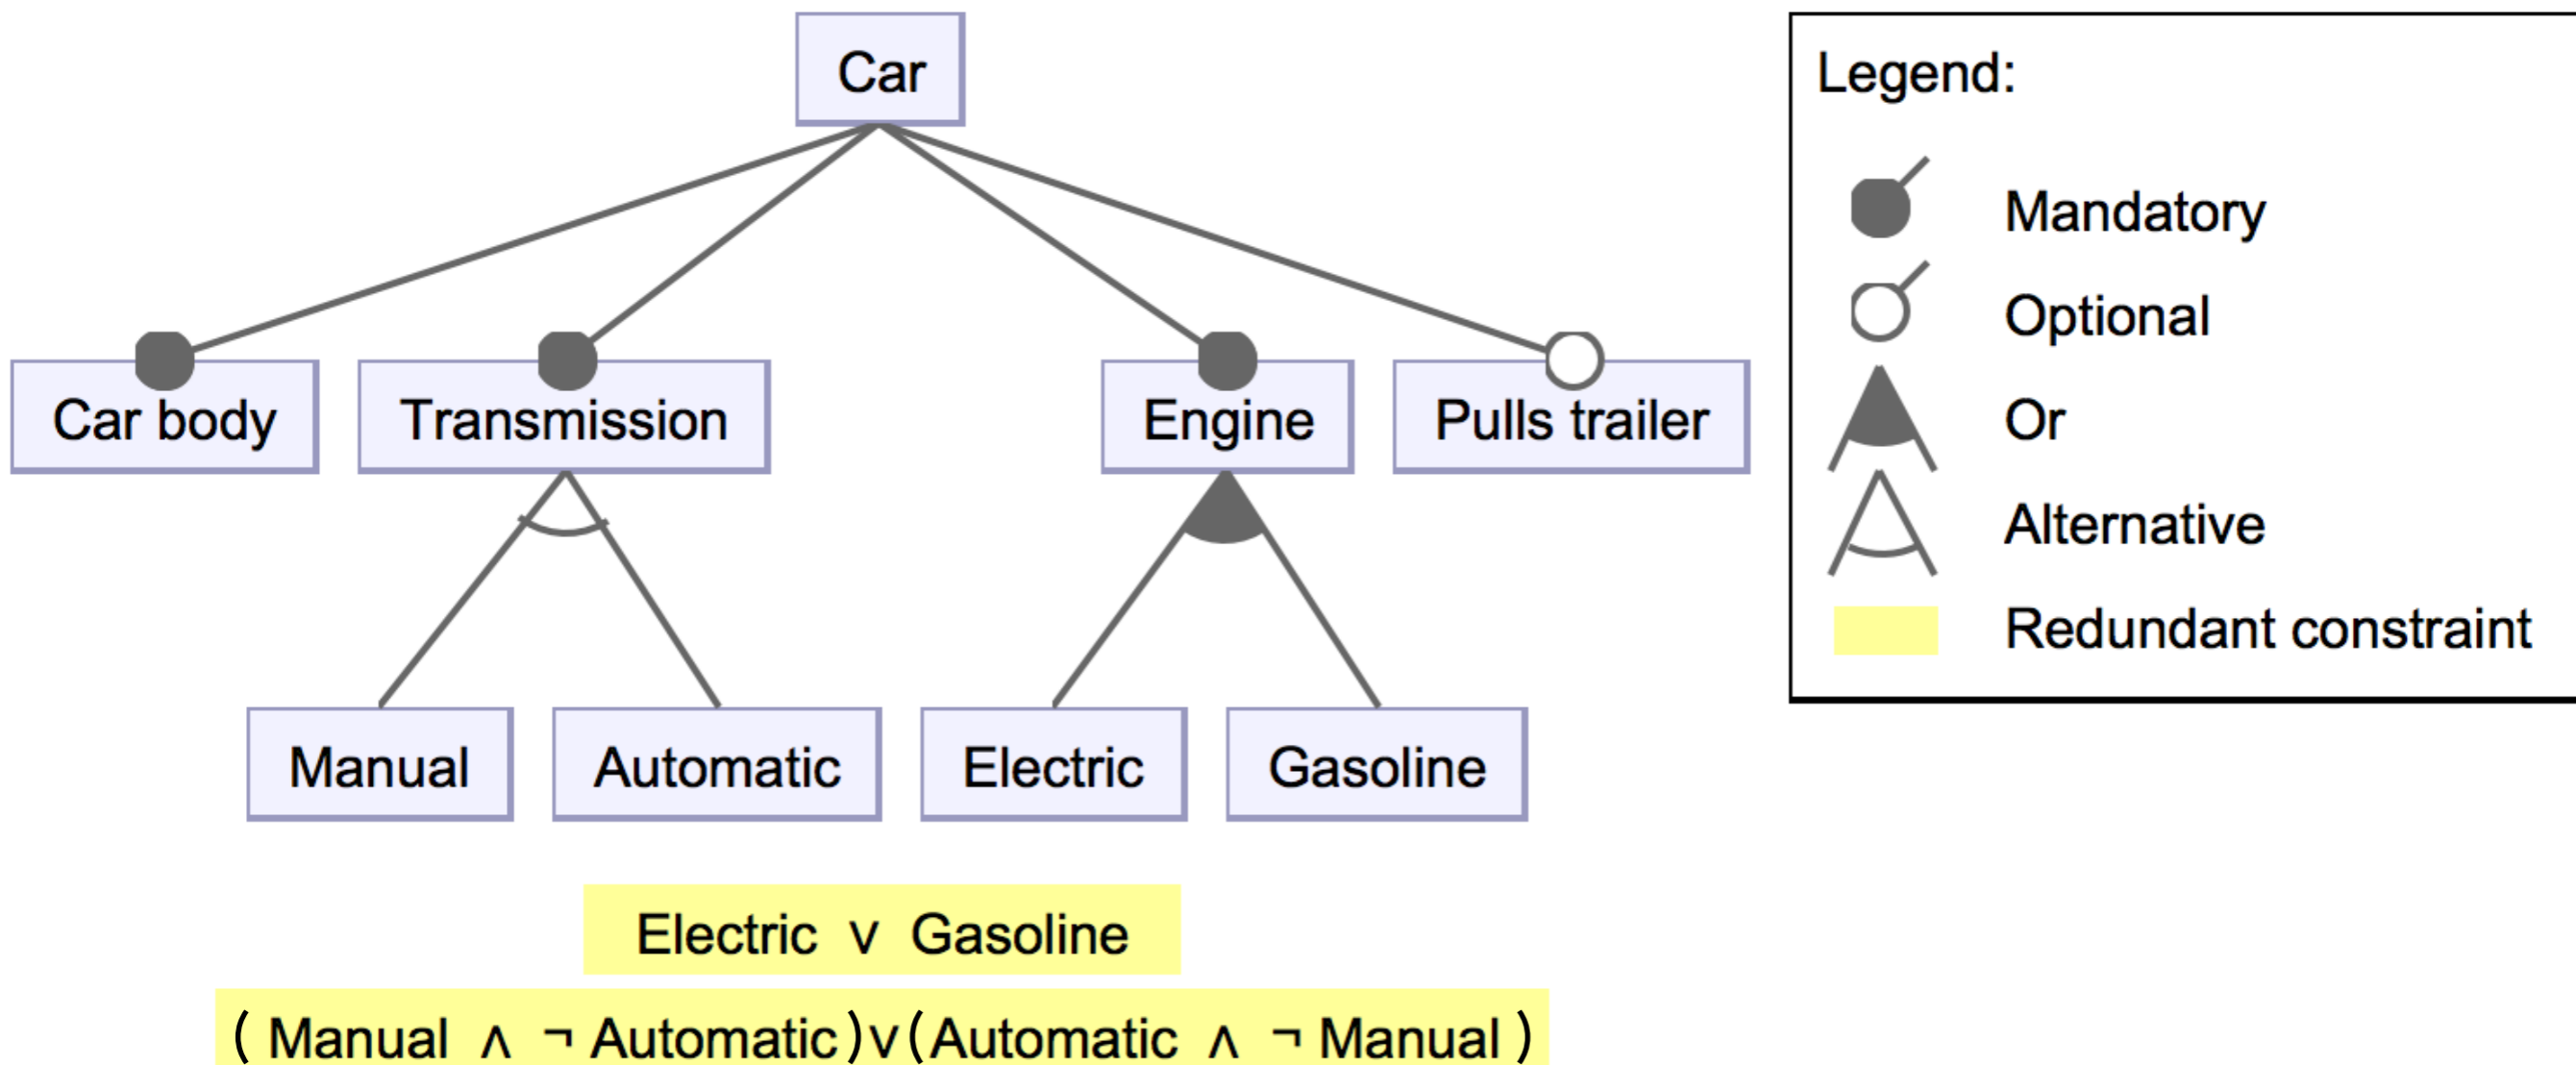 Car
Car body
Transmission
Engine
Pulls trailer
Manual
Automatic
Electric
Gasoline
Electric ∨ Gasoline
( Manual ∧ ¬ Automatic ) ∨ ( Automatic ∧ ¬ Manual )
Legend:
Mandatory
Optional
Or
Alternative
Redundant constraint